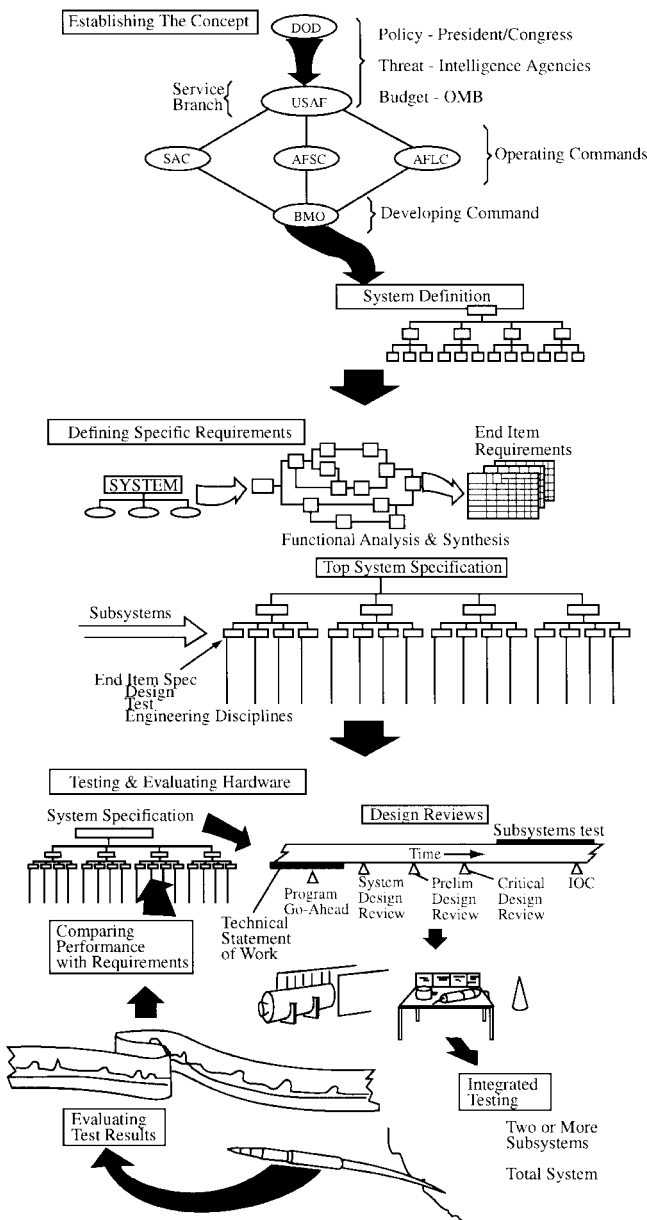 Establishing The Concept
DOD
Policy - President/Congress
Threat - Intelligence Agencies
Budget - OMB
Service
Branch
USAF
SAC
AFSC
AFLC
Operating Commands
BMO
Developing Command
System Definition
Defining Specific Requirements
End Item
Requirements
SYSTEM
Functional Analysis & Synthesis
Top System Specification
Subsystems
End Item Spec
Design
Test
Engineering Disciplines
Testing & Evaluating Hardware
System Specification
Design Reviews
Subsystems test
Time
Program
Go-Ahead
System
Design
Review
Prelim
Design
Review
Critical
Design
Review
IOC
Technical
Statement
of Work
Comparing
Performance
with Requirements
Integrated
Testing
Evaluating
Test Results
Two or More
Subsystems
Total System